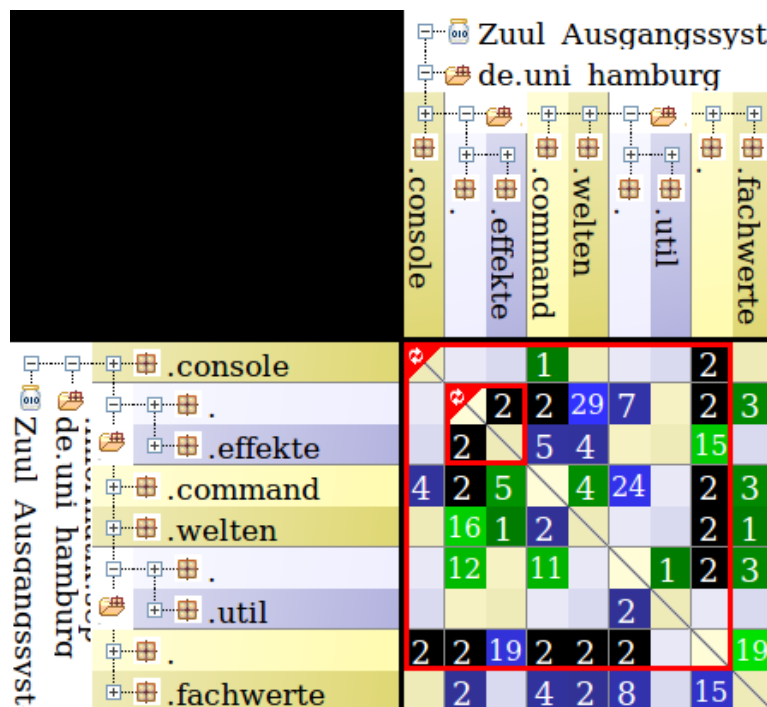 Zuul Ausgangssyst
de.uni hamburg
.console
.
.effekte
.command
.welten
.
.util
.
.fachwerte
.console 1 2
. 2 2 29 7 2 3
.effekte 2 5 4 15
.command 4 2 5 4 24 2 3
.welten 16 1 2 2 1
. 12 11 1 2 3
.util 2
. 2 2 19 2 2 2 19
.fachwerte 2 4 2 8 15
de.uni hamburg
Zuul Ausgangssyst